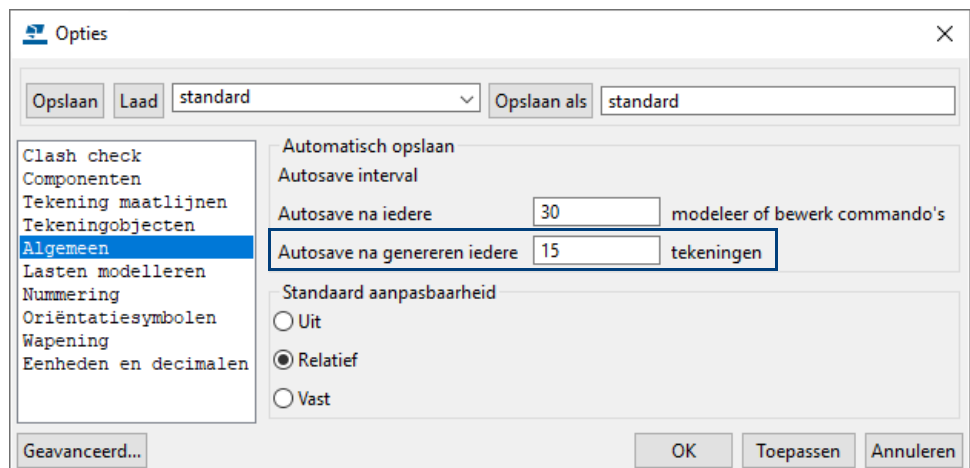 Opties
Opslaan Laad standard Opslaan als standard
Clash check
Componenten
Tekening maatlijnen
Tekeningobjecten
Algemeen
Lasten modelleren
Nummering
Oriëntatiesymbolen
Wapening
Eenheden en decimalen
Automatisch opslaan
Autosave interval
Autosave na iedere 30 modeleer of bewerk commando's
Autosave na genereren iedere 15 tekeningen
Standaard aanpasbaarheid
Uit
Relatief
Vast
Geavanceerd... OK Toepassen Annuleren